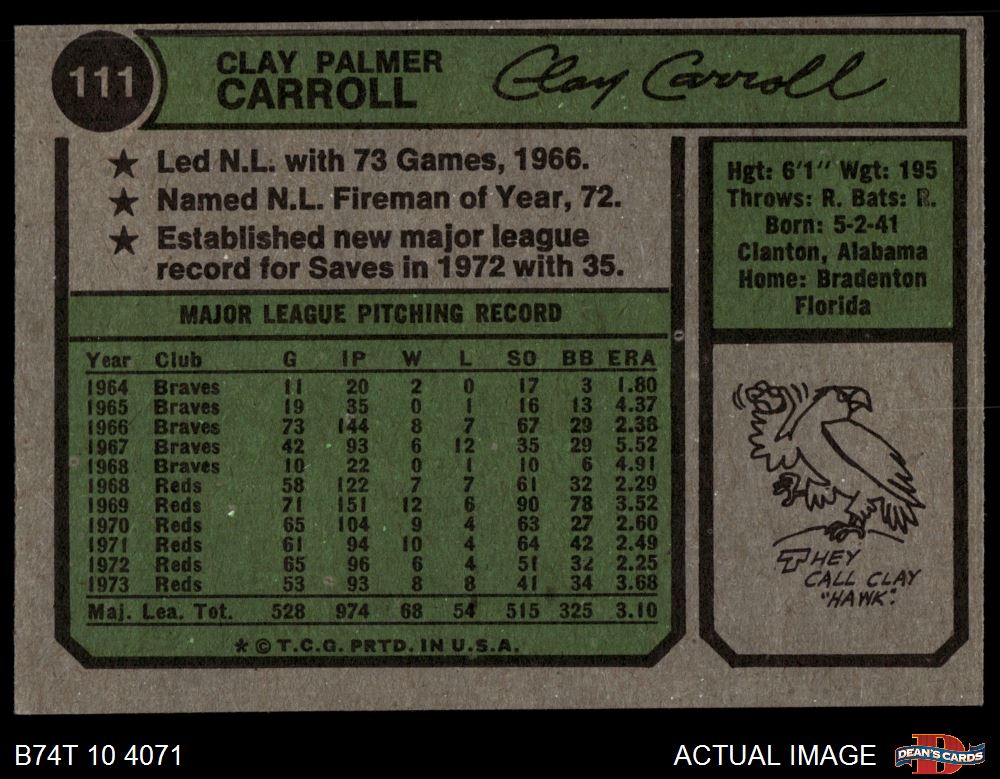 111
CLAY PALMER
CARROLL
Clay Carroll
★ Led N.L. with 73 Games, 1966.
★ Named N.L. Fireman of Year, 72.
★ Established new major league
record for Saves in 1972 with 35.
Hgt: 6'1" Wgt: 195
Throws: R. Bats: R.
Born: 5-2-41
Clanton, Alabama
Home: Bradenton
Florida
MAJOR LEAGUE PITCHING RECORD
Year Club G IP W L SO BB ERA
1964 Braves 11 20 2 0 17 3 1.80
1965 Braves 19 35 0 1 16 13 4.37
1966 Braves 73 144 8 7 67 29 2.38
1967 Braves 42 93 6 12 35 29 5.52
1968 Braves 10 22 0 1 10 6 4.91
1968 Reds 58 122 7 7 61 32 2.29
1969 Reds 71 151 12 6 90 78 3.52
1970 Reds 65 104 9 4 63 27 2.60
1971 Reds 61 94 10 4 64 42 2.49
1972 Reds 65 96 6 4 51 32 2.25
1973 Reds 53 93 8 8 41 34 3.68
Maj. Lea. Tot. 528 974 68 54 515 325 3.10
* © T.C.G. PRTD. IN U.S.A.
THEY
CALL CLAY
"HAWK".
B74T 10 4071
ACTUAL IMAGE
D
DEAN'S CARDS